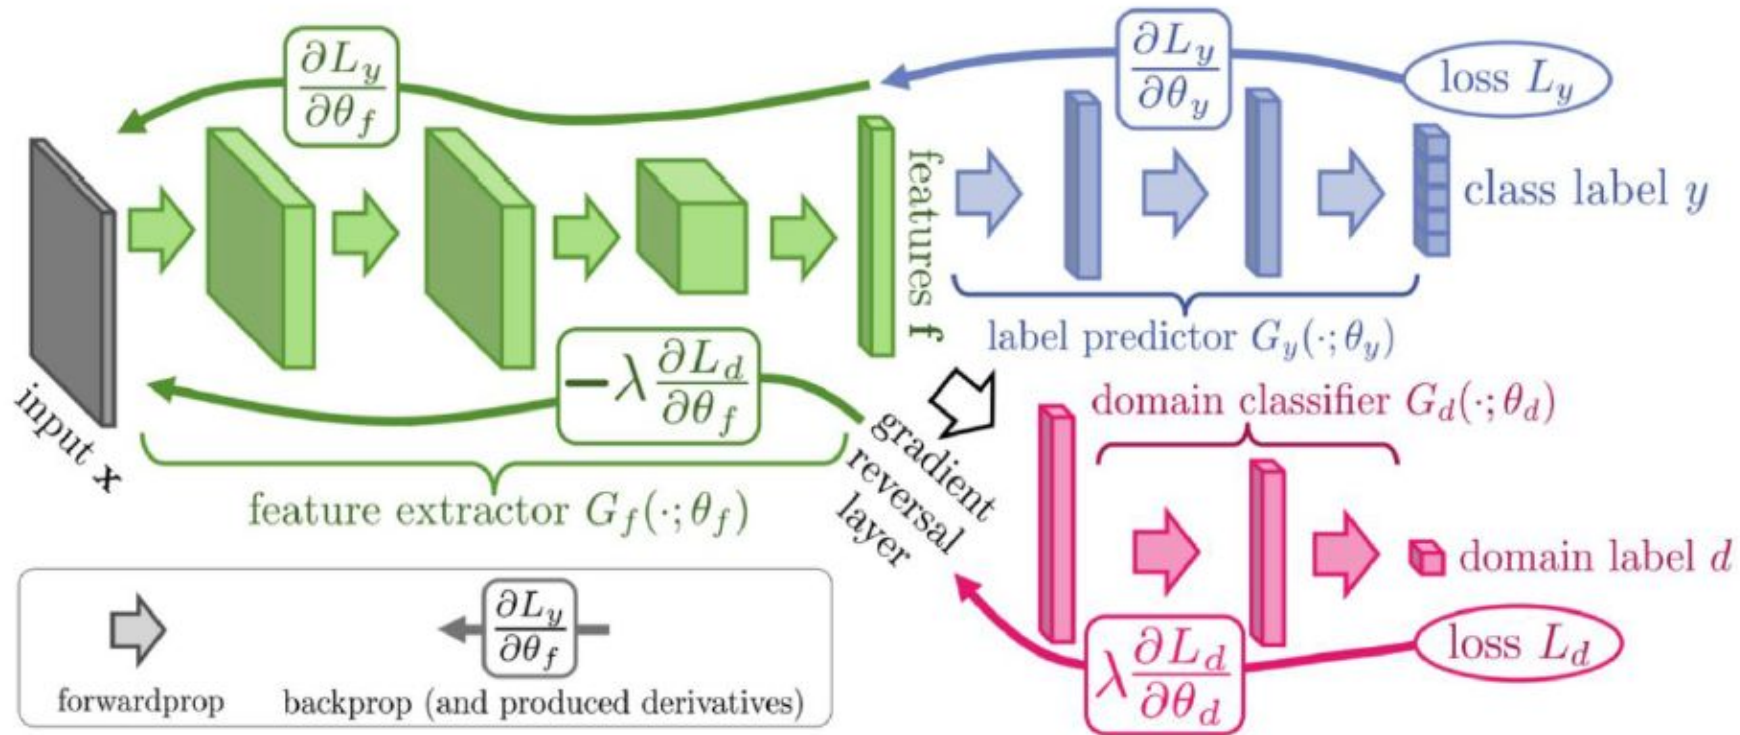 ∂L_y/∂θ_f
∂L_y/∂θ_y
loss L_y
features f
class label y
label predictor G_y(·; θ_y)
−λ ∂L_d/∂θ_f
input x
domain classifier G_d(·; θ_d)
gradient
reversal
layer
feature extractor G_f(·; θ_f)
domain label d
∂L_y/∂θ_f
loss L_d
λ ∂L_d/∂θ_d
forwardprop
backprop (and produced derivatives)